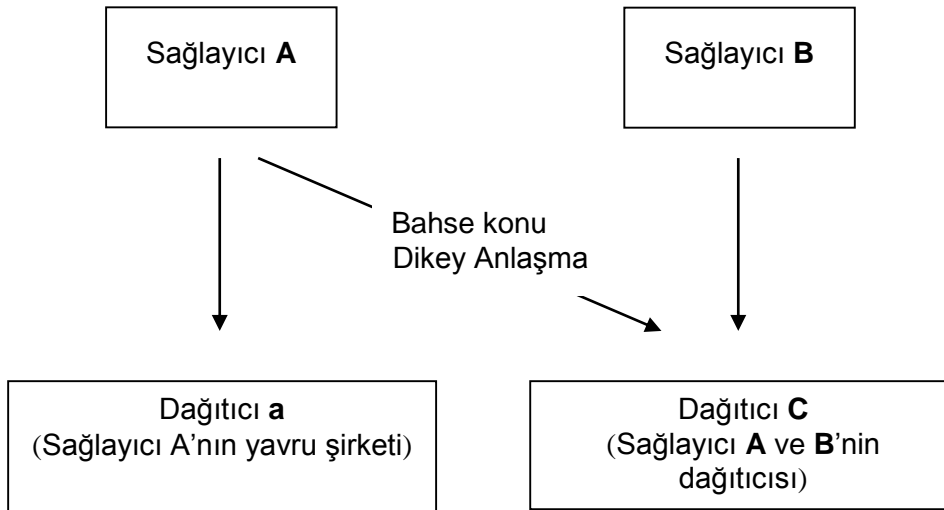 Sağlayıcı A
Sağlayıcı B
Bahse konu
Dikey Anlaşma
Dağıtıcı a
(Sağlayıcı A’nın yavru şirketi)
Dağıtıcı C
(Sağlayıcı A ve B’nin
dağıtıcısı)